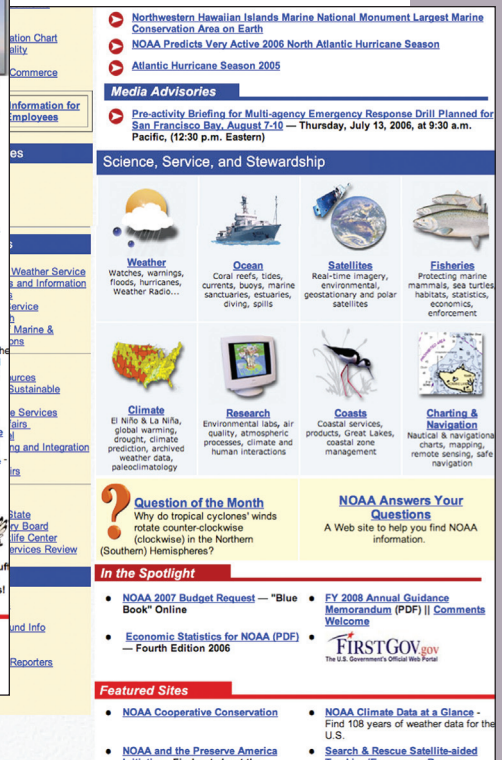 ation Chart
ality
Commerce
Information for
Employees
es
s
Weather Service
s and Information
s
ervice
n
Marine &
ons
he
urces
Sustainable
e Services
airs
al
ng and Integration
irs
State
ry Board
life Center
ervices Review
und Info
Reporters
Northwestern Hawaiian Islands Marine National Monument Largest Marine
Conservation Area on Earth
NOAA Predicts Very Active 2006 North Atlantic Hurricane Season
Atlantic Hurricane Season 2005
Media Advisories
Pre-activity Briefing for Multi-agency Emergency Response Drill Planned for
San Francisco Bay, August 7-10 — Thursday, July 13, 2006, at 9:30 a.m.
Pacific, (12:30 p.m. Eastern)
Science, Service, and Stewardship
Weather
Watches, warnings,
floods, hurricanes,
Weather Radio...
Ocean
Coral reefs, tides,
currents, buoys, marine
sanctuaries, estuaries,
diving, spills
Satellites
Real-time imagery,
environmental,
geostationary and polar
satellites
Fisheries
Protecting marine
mammals, sea turtles,
habitats, statistics,
economics,
enforcement
Climate
El Niño & La Niña,
global warming,
drought, climate
prediction, archived
weather data,
paleoclimatology
Research
Environmental labs, air
quality, atmospheric
processes, climate and
human interactions
Coasts
Coastal services,
products, Great Lakes,
coastal zone
management
Charting &
Navigation
Nautical & navigational
charts, mapping,
remote sensing, safe
navigation
Question of the Month
Why do tropical cyclones' winds
rotate counter-clockwise
(clockwise) in the Northern
(Southern) Hemispheres?
NOAA Answers Your
Questions
A Web site to help you find NOAA
information.
In the Spotlight
• NOAA 2007 Budget Request — "Blue
Book" Online
• Economic Statistics for NOAA (PDF)
— Fourth Edition 2006
• FY 2008 Annual Guidance
Memorandum (PDF) || Comments
Welcome
• FIRSTGOV.gov
The U.S. Government's Official Web Portal
Featured Sites
• NOAA Cooperative Conservation
• NOAA and the Preserve America
• NOAA Climate Data at a Glance -
Find 108 years of weather data for the
U.S.
• Search & Rescue Satellite-aided